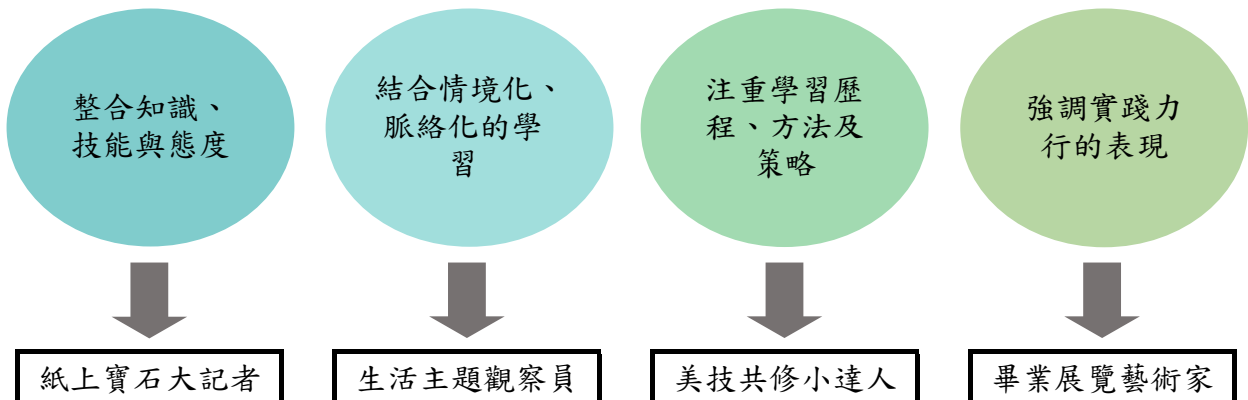 整合知識、
技能與態度
結合情境化、
脈絡化的學
習
注重學習歷
程、方法及
策略
強調實踐力
行的表現
紙上寶石大記者
生活主題觀察員
美技共修小達人
畢業展覽藝術家